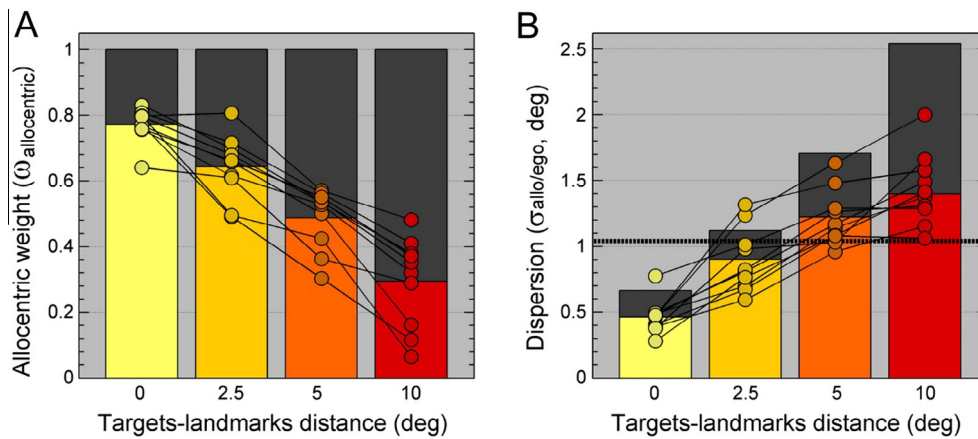 A
Allocentric weight (ω allocentric)
1
0.8
0.6
0.4
0.2
0
0 2.5 5 10
Targets-landmarks distance (deg)
B
Dispersion (σ allo/ego, deg)
2.5
2
1.5
1
0.5
0
0 2.5 5 10
Targets-landmarks distance (deg)